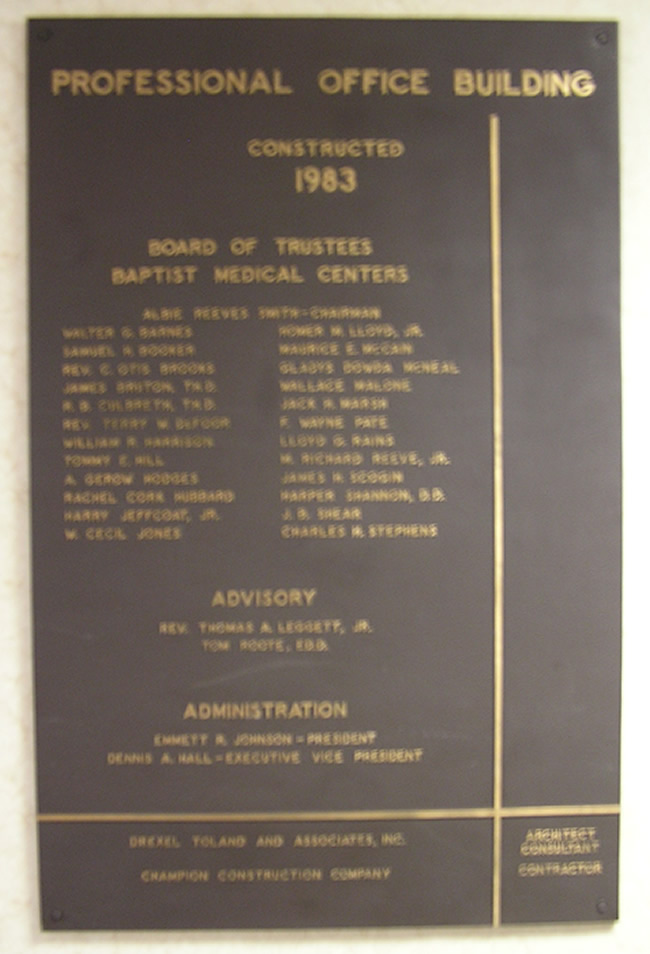 PROFESSIONAL OFFICE BUILDING
CONSTRUCTED
1983
BOARD OF TRUSTEES
BAPTIST MEDICAL CENTERS
ALBIE REEVES SMITH-CHAIRMAN
WALTER G. BARNES
SAMUEL H. BOOKER
REV. C. OTIS BROOKS
JAMES BRUTON, TH.D.
R. B. CULBRETH, TH.D.
REV. TERRY W. DEFOOR
WILLIAM R. HARRISON
TOMMY E. HILL
A. GEROW HODGES
RACHEL CORK HUBBARD
HARRY JEFFCOAT, JR.
W. CECIL JONES
HOMER M. LLOYD, JR.
MAURICE E. McCAIN
GLADYS DOWDA McNEAL
WALLACE MALONE
JACK H. MARSH
F. WAYNE PATE
LLOYD G. RAINS
M. RICHARD REEVE, JR.
JAMES H. SCOGIN
HARPER SHANNON, D.D.
J. B. SHEAR
CHARLES H. STEPHENS
ADVISORY
REV. THOMAS A. LEGGETT, JR.
TOM ED.D.
ADMINISTRATION
EMMETT R. JOHNSON - PRESIDENT
DENNIS A. HALL - EXECUTIVE VICE PRESIDENT
DREXEL TOLAND AND ASSOCIATES, INC.
ARCHITECT
CONSULTANT
CHAMPION CONSTRUCTION COMPANY
CONTRACTOR